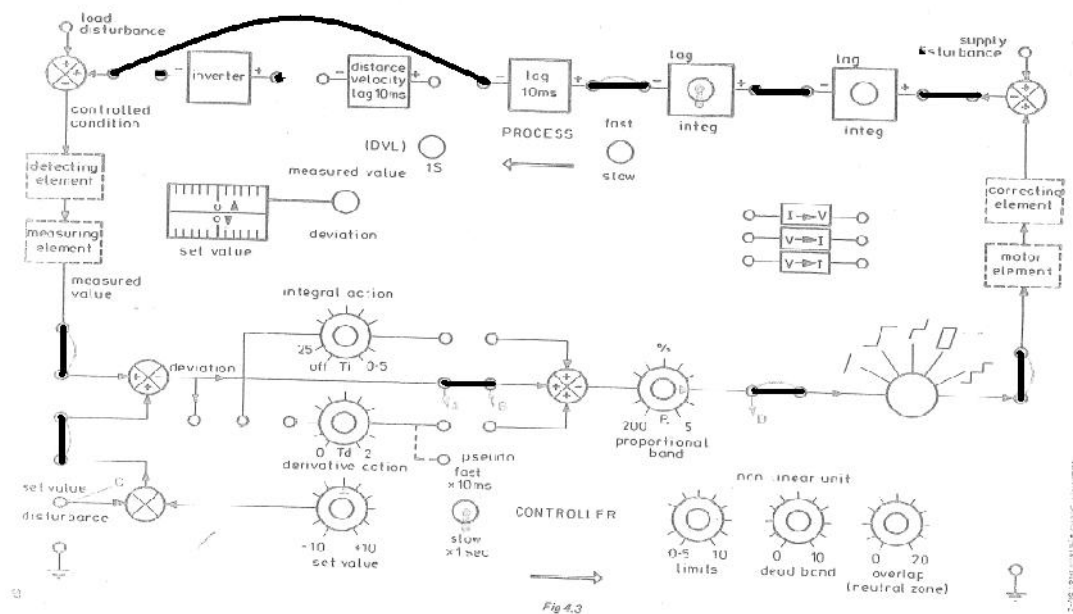 load
disturbance
inverter
distance
velocity
lag 10ms
lag
10ms
lag
integ
lag
integ
supply
disturbance
controlled
condition
PROCESS
fast
slow
(DVL)
1S
detecting
element
measuring
element
measured value
deviation
set value
I→V
V→I
V→I
correcting
element
motor
element
measured
value
integral action
25
off Ti 0·5
deviation
A
B
%
200 5
proportional
band
D
0 Td 2
derivative action
pseudo
fast
×10ms
slow
×1sec
set value
C
disturbance
-10 +10
set value
CONTROLLER
non linear unit
0·5 10
limits
0 10
dead band
0 20
overlap
(neutral zone)
Fig 4.3